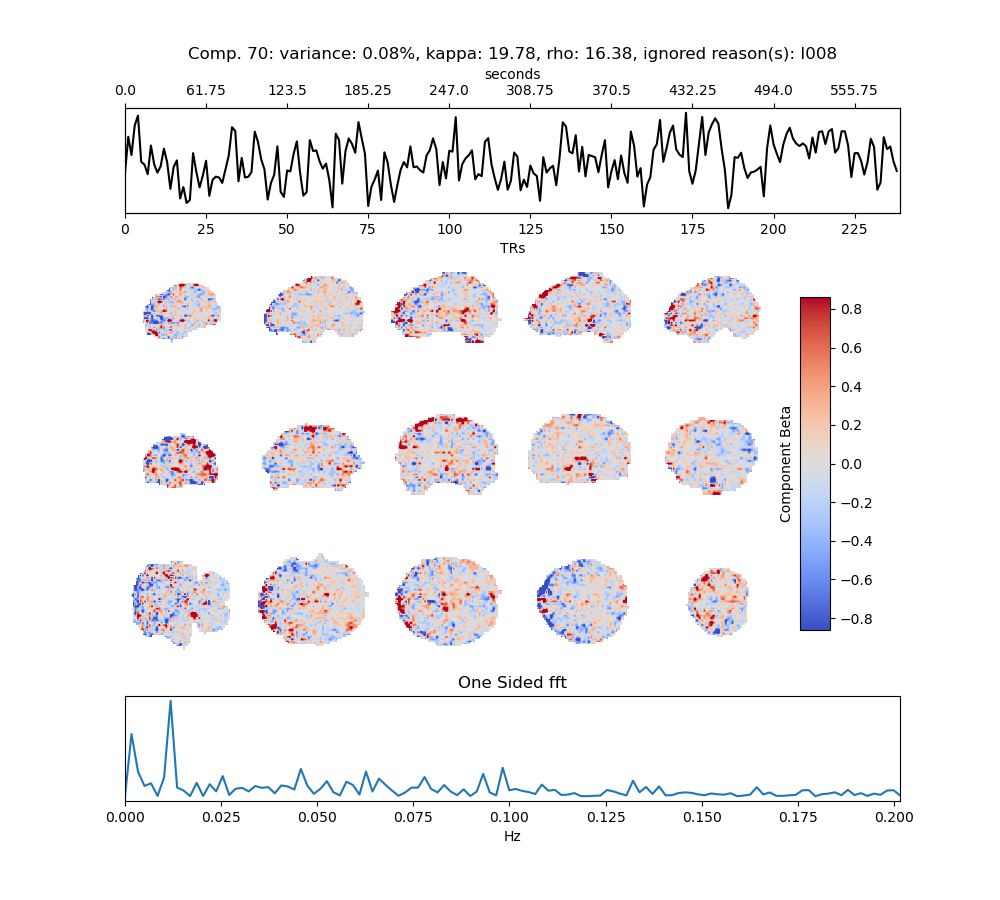 Comp. 70: variance: 0.08%, kappa: 19.78, rho: 16.38, ignored reason(s): I008
seconds
0.0 61.75 123.5 185.25 247.0 308.75 370.5 432.25 494.0 555.75
0 25 50 75 100 125 150 175 200 225
TRs
0.8
0.6
0.4
0.2
0.0
−0.2
−0.4
−0.6
−0.8
Component Beta
One Sided fft
0.000 0.025 0.050 0.075 0.100 0.125 0.150 0.175 0.200
Hz